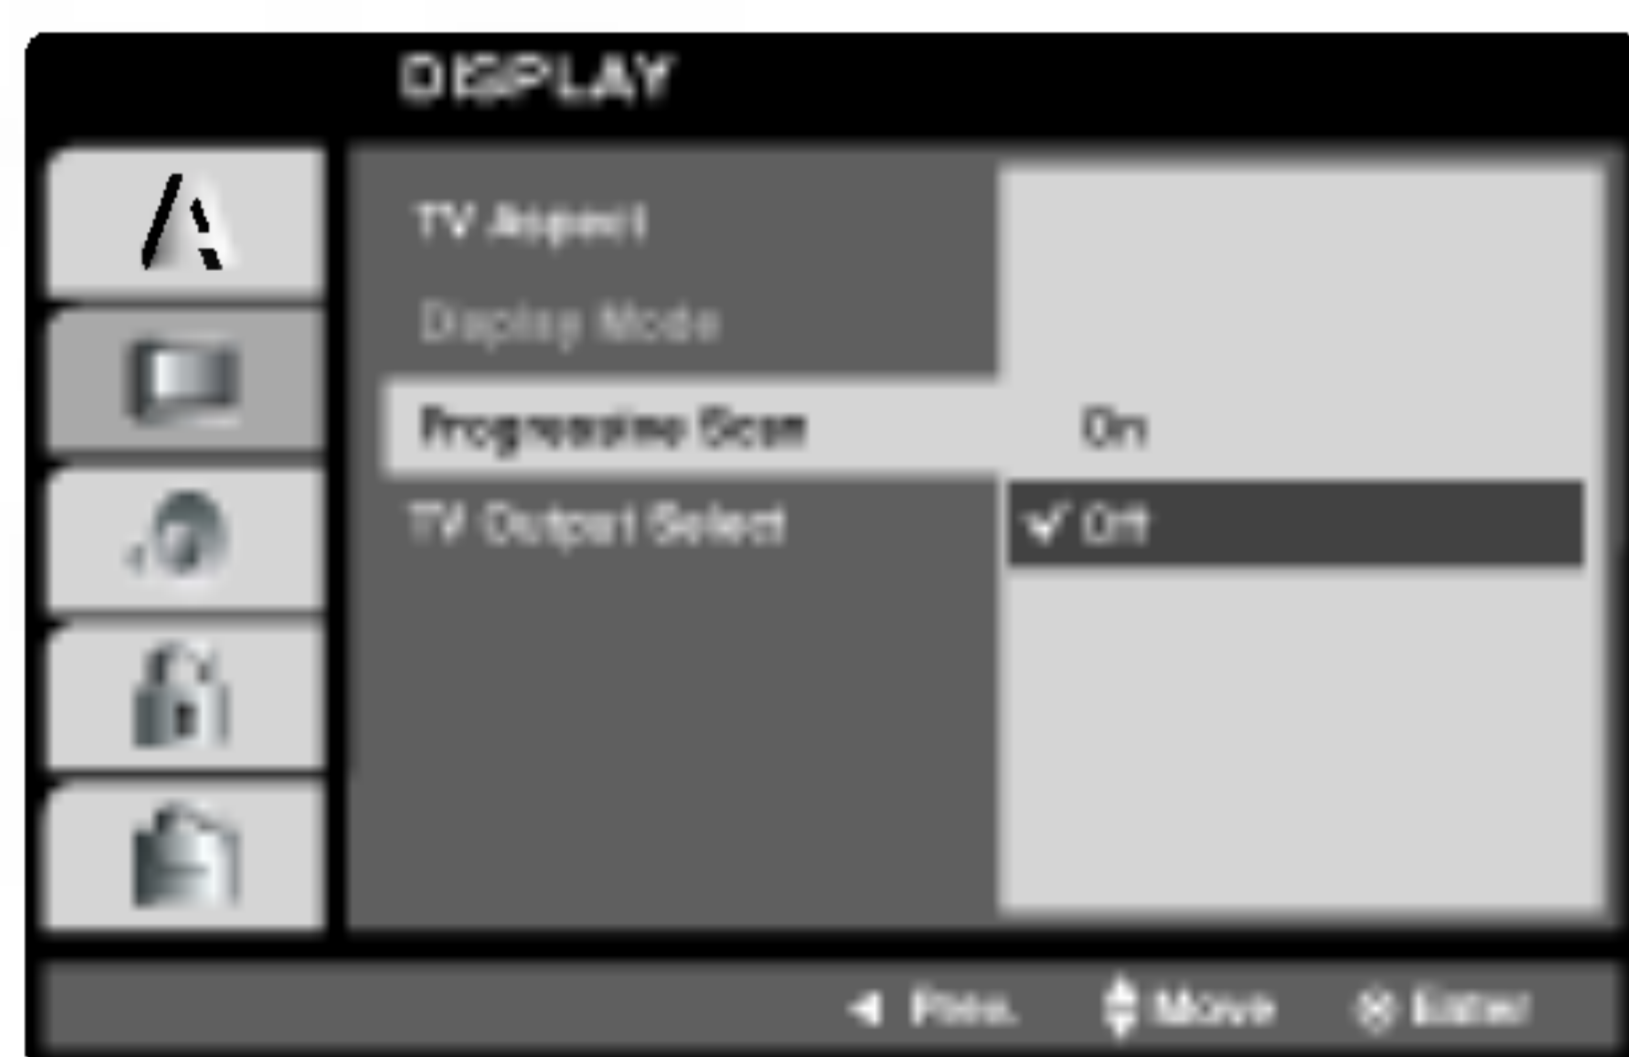 DISPLAY
TV Aspect
Display Mode
Progressive Scan On
TV Output Select ✓ Off
◄ Prev. Move Enter